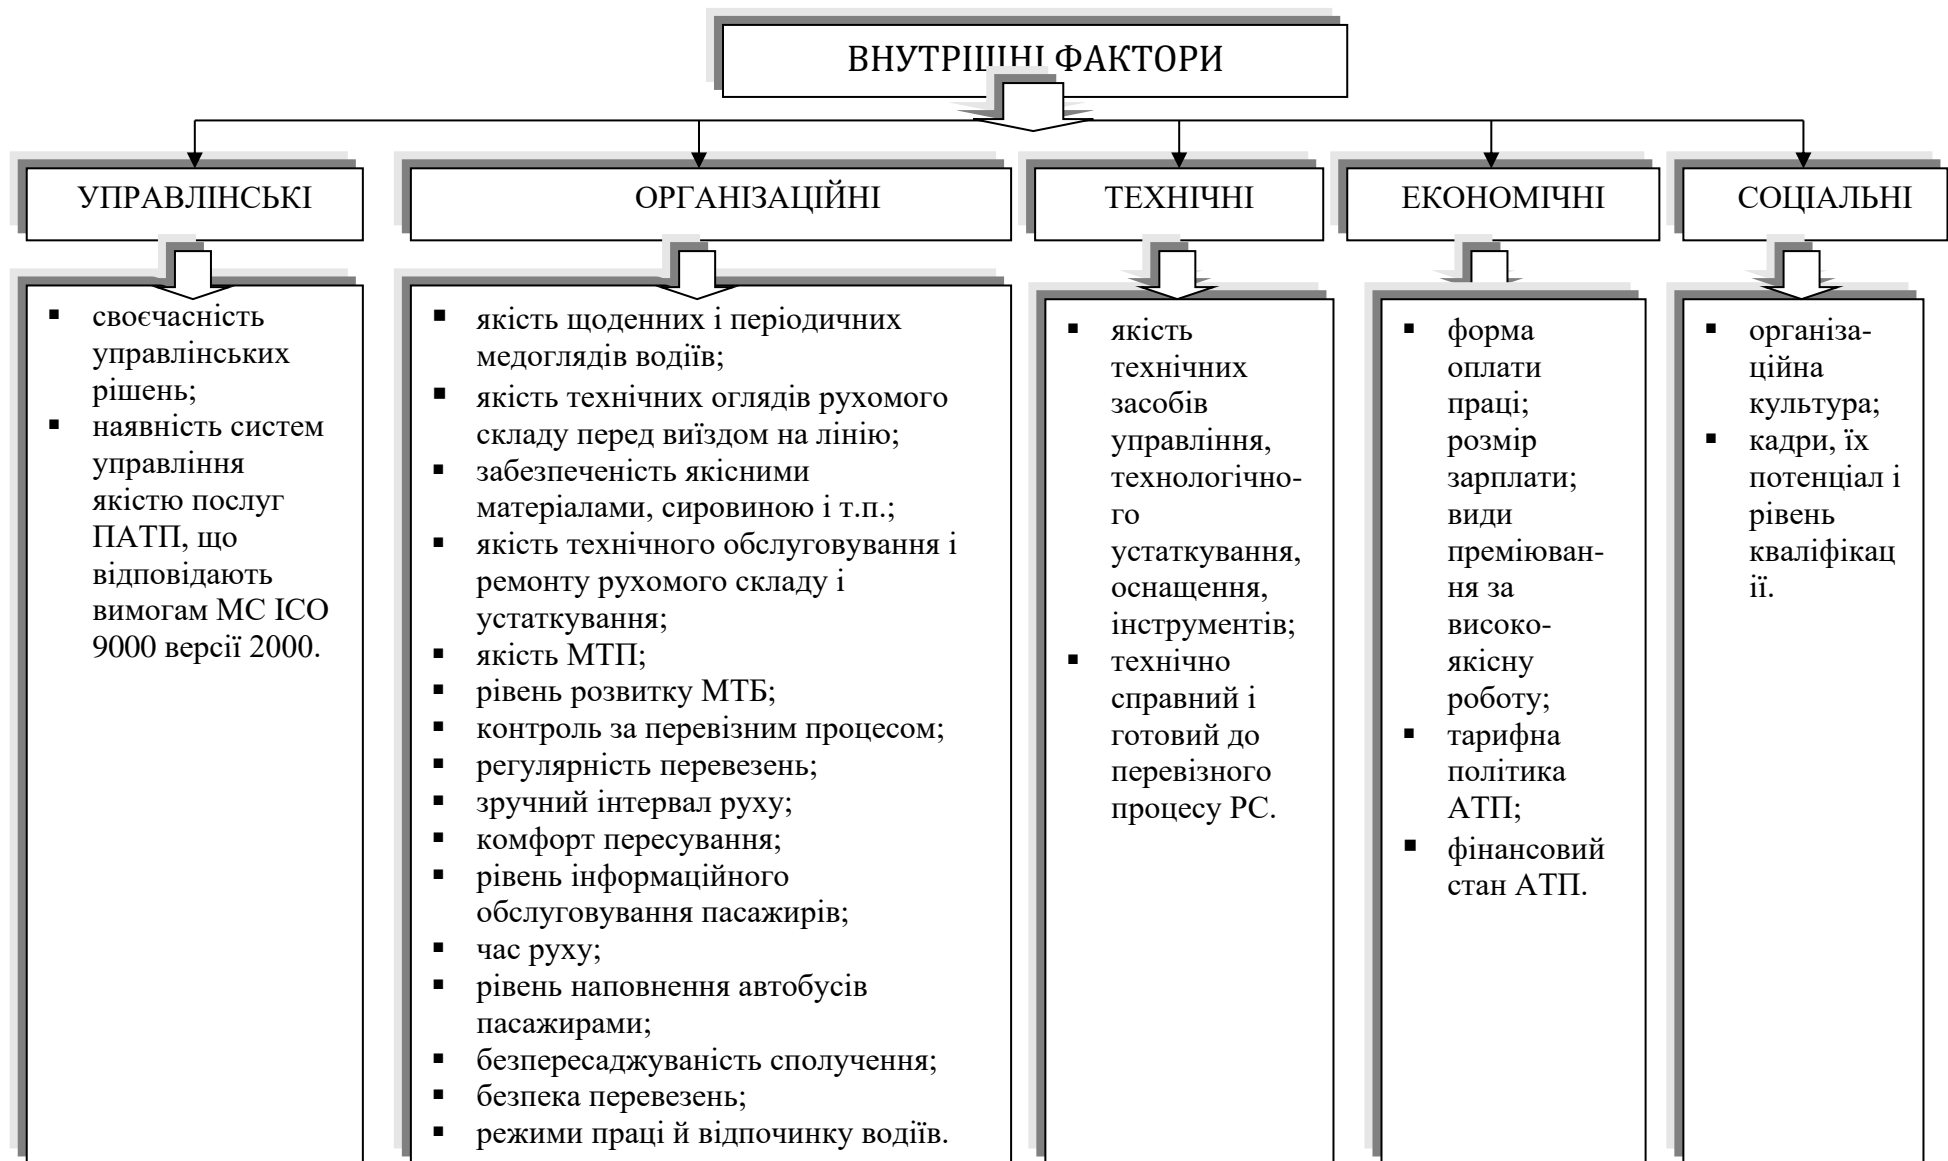 ВНУТРІШНІ ФАКТОРИ
УПРАВЛІНСЬКІ
ОРГАНІЗАЦІЙНІ
ТЕХНІЧНІ
ЕКОНОМІЧНІ
СОЦІАЛЬНІ
▪ своєчасність
управлінських
рішень;
▪ наявність систем
управління
якістю послуг
ПАТП, що
відповідають
вимогам МС ІСО
9000 версії 2000.
▪ якість щоденних і періодичних
медоглядів водіїв;
▪ якість технічних оглядів рухомого
складу перед виїздом на лінію;
▪ забезпеченість якісними
матеріалами, сировиною і т.п.;
▪ якість технічного обслуговування і
ремонту рухомого складу і
устаткування;
▪ якість МТП;
▪ рівень розвитку МТБ;
▪ контроль за перевізним процесом;
▪ регулярність перевезень;
▪ зручний інтервал руху;
▪ комфорт пересування;
▪ рівень інформаційного
обслуговування пасажирів;
▪ час руху;
▪ рівень наповнення автобусів
пасажирами;
▪ безпересаджуваність сполучення;
▪ безпека перевезень;
▪ режими праці й відпочинку водіїв.
▪ якість
технічних
засобів
управління,
технологічно-
го
устаткування,
оснащення,
інструментів;
▪ технічно
справний і
готовий до
перевізного
процесу РС.
▪ форма
оплати
праці;
розмір
зарплати;
види
преміюван-
ня за
високо-
якісну
роботу;
▪ тарифна
політика
АТП;
▪ фінансовий
стан АТП.
▪ організа-
ційна
культура;
▪ кадри, їх
потенціал і
рівень
кваліфікац
ії.